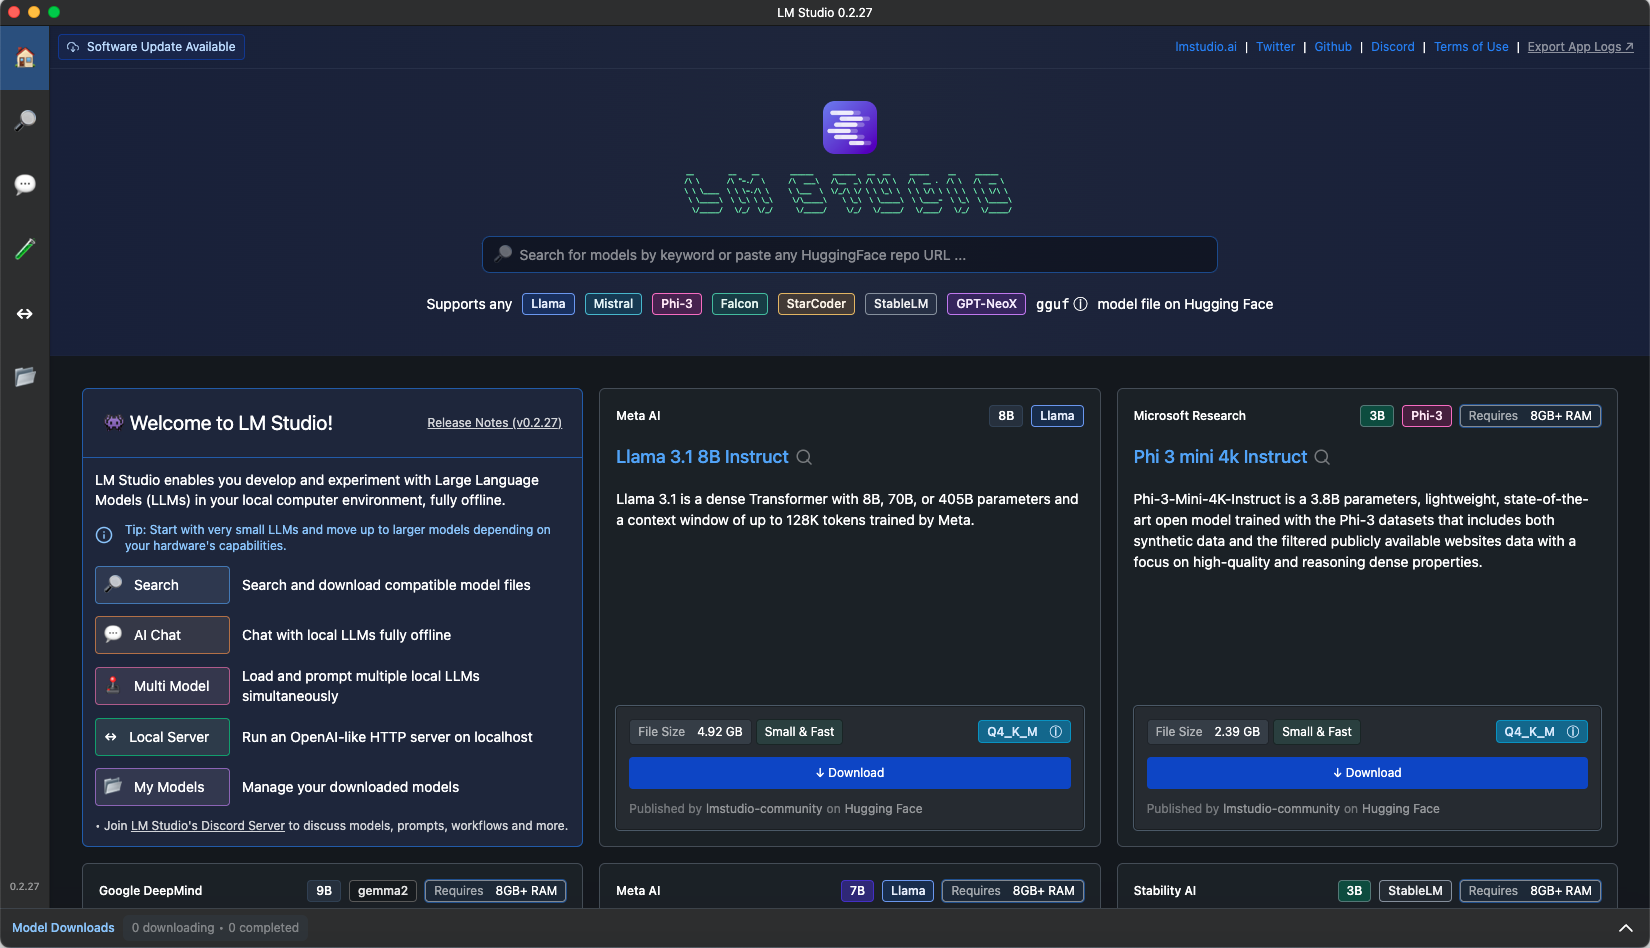 LM Studio 0.2.27
Software Update Available
lmstudio.ai | Twitter | Github | Discord | Terms of Use | Export App Logs ↗
LM STUDIO
Search for models by keyword or paste any HuggingFace repo URL ...
Supports any Llama Mistral Phi-3 Falcon StarCoder StableLM GPT-NeoX gguf ⓘ model file on Hugging Face
👾 Welcome to LM Studio!
Release Notes (v0.2.27)
LM Studio enables you develop and experiment with Large Language
Models (LLMs) in your local computer environment, fully offline.
Tip: Start with very small LLMs and move up to larger models depending on
your hardware's capabilities.
Search Search and download compatible model files
AI Chat Chat with local LLMs fully offline
Multi Model Load and prompt multiple local LLMs
simultaneously
↔ Local Server Run an OpenAI-like HTTP server on localhost
My Models Manage your downloaded models
• Join LM Studio's Discord Server to discuss models, prompts, workflows and more.
Meta AI 8B Llama
Llama 3.1 8B Instruct
Llama 3.1 is a dense Transformer with 8B, 70B, or 405B parameters and
a context window of up to 128K tokens trained by Meta.
File Size 4.92 GB Small & Fast Q4_K_M ⓘ
↓ Download
Published by lmstudio-community on Hugging Face
Microsoft Research 3B Phi-3 Requires 8GB+ RAM
Phi 3 mini 4k Instruct
Phi-3-Mini-4K-Instruct is a 3.8B parameters, lightweight, state-of-the-
art open model trained with the Phi-3 datasets that includes both
synthetic data and the filtered publicly available websites data with a
focus on high-quality and reasoning dense properties.
File Size 2.39 GB Small & Fast Q4_K_M ⓘ
↓ Download
Published by lmstudio-community on Hugging Face
Google DeepMind 9B gemma2 Requires 8GB+ RAM
Meta AI 7B Llama Requires 8GB+ RAM
Stability AI 3B StableLM Requires 8GB+ RAM
0.2.27
Model Downloads 0 downloading • 0 completed